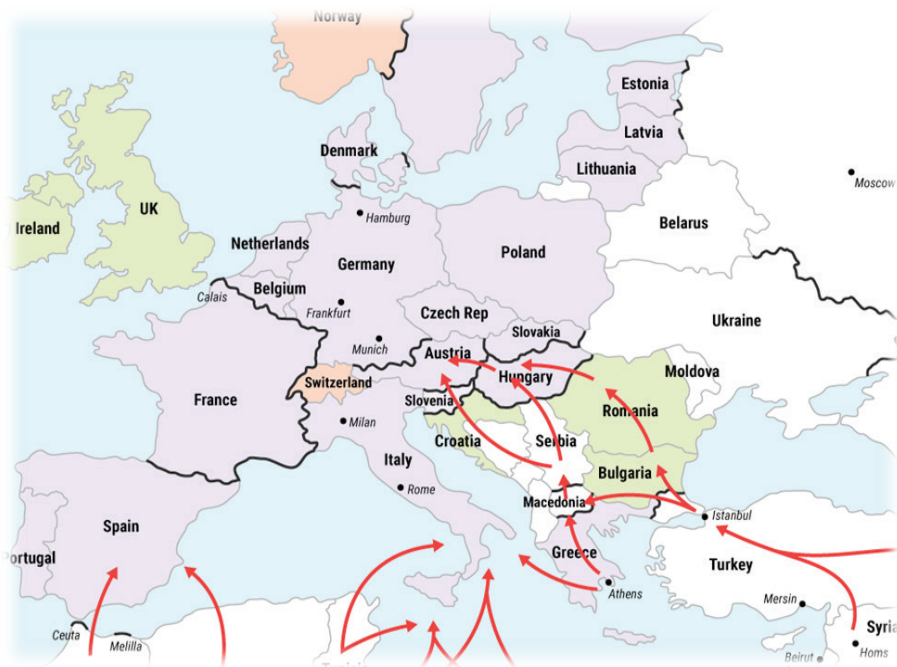 Norway
Estonia
Latvia
Lithuania
Denmark
Moscow
Hamburg
UK
Ireland
Belarus
Netherlands
Poland
Germany
Belgium
Calais
Frankfurt
Czech Rep
Ukraine
Slovakia
Munich
Austria
Moldova
Hungary
Switzerland
France
Slovenia
Romania
Milan
Croatia
Serbia
Italy
Bulgaria
Rome
Macedonia
Spain
Istanbul
Portugal
Greece
Turkey
Athens
Mersin
Syria
Ceuta
Melilla
Homs
Beirut